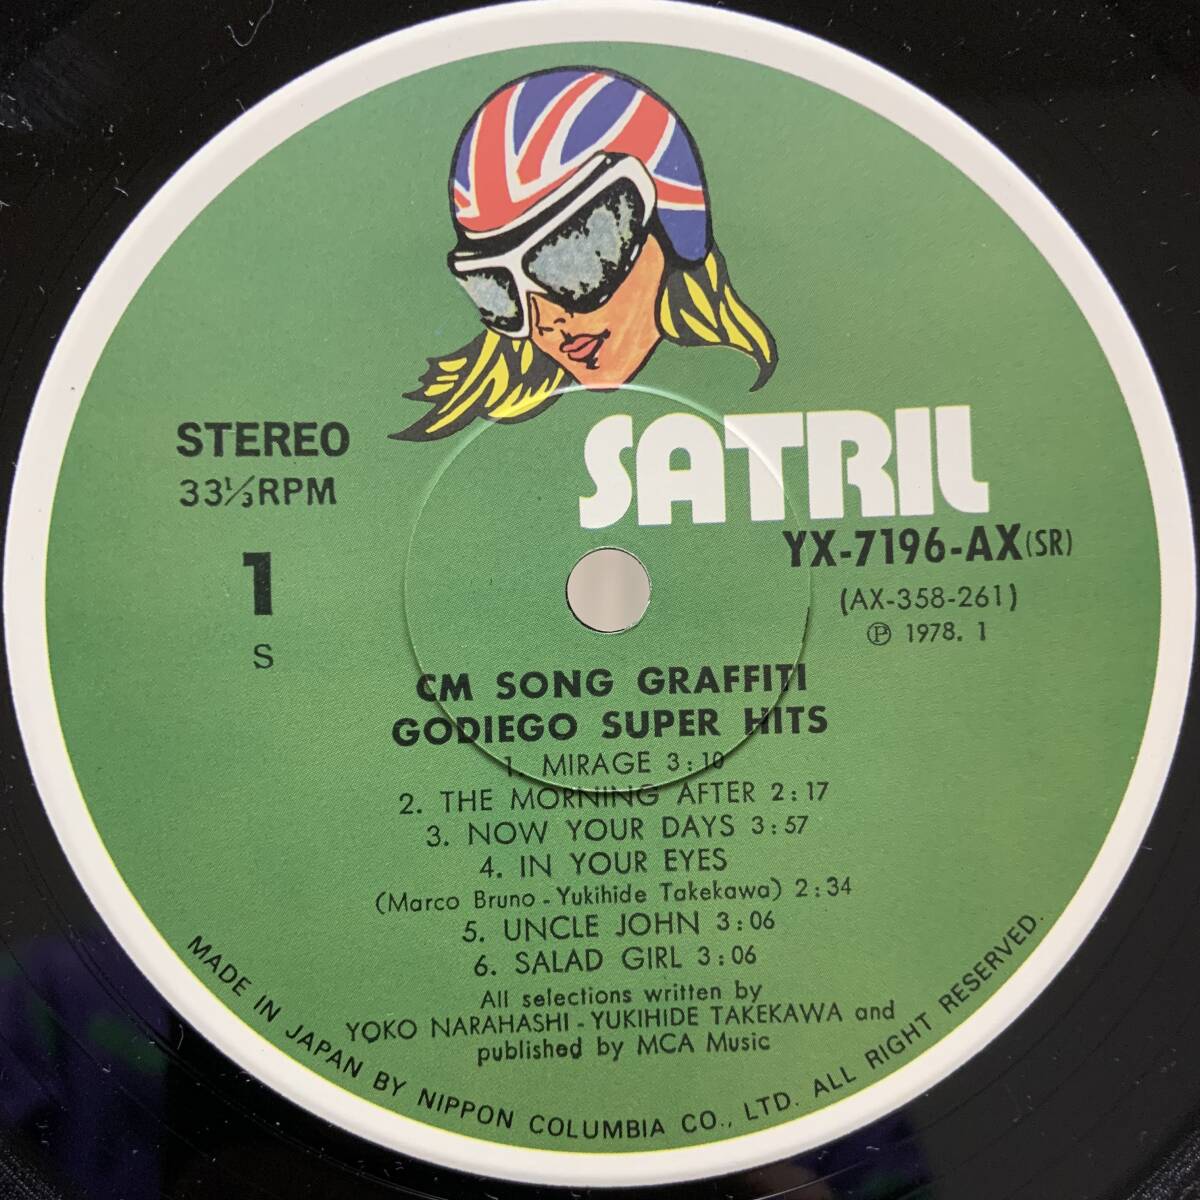 SATRIL
STEREO
33⅓RPM
1
S
YX-7196-AX(SR)
(AX-358-261)
Ⓟ 1978. 1
CM SONG GRAFFITI
GODIEGO SUPER HITS
1. MIRAGE 3:10
2. THE MORNING AFTER 2:17
3. NOW YOUR DAYS 3:57
4. IN YOUR EYES
(Marco Bruno-Yukihide Takekawa) 2:34
5. UNCLE JOHN 3:06
6. SALAD GIRL 3:06
All selections written by
YOKO NARAHASHI-YUKIHIDE TAKEKAWA and
published by MCA Music
MADE IN JAPAN BY NIPPON COLUMBIA CO., LTD. ALL RIGHT RESERVED.